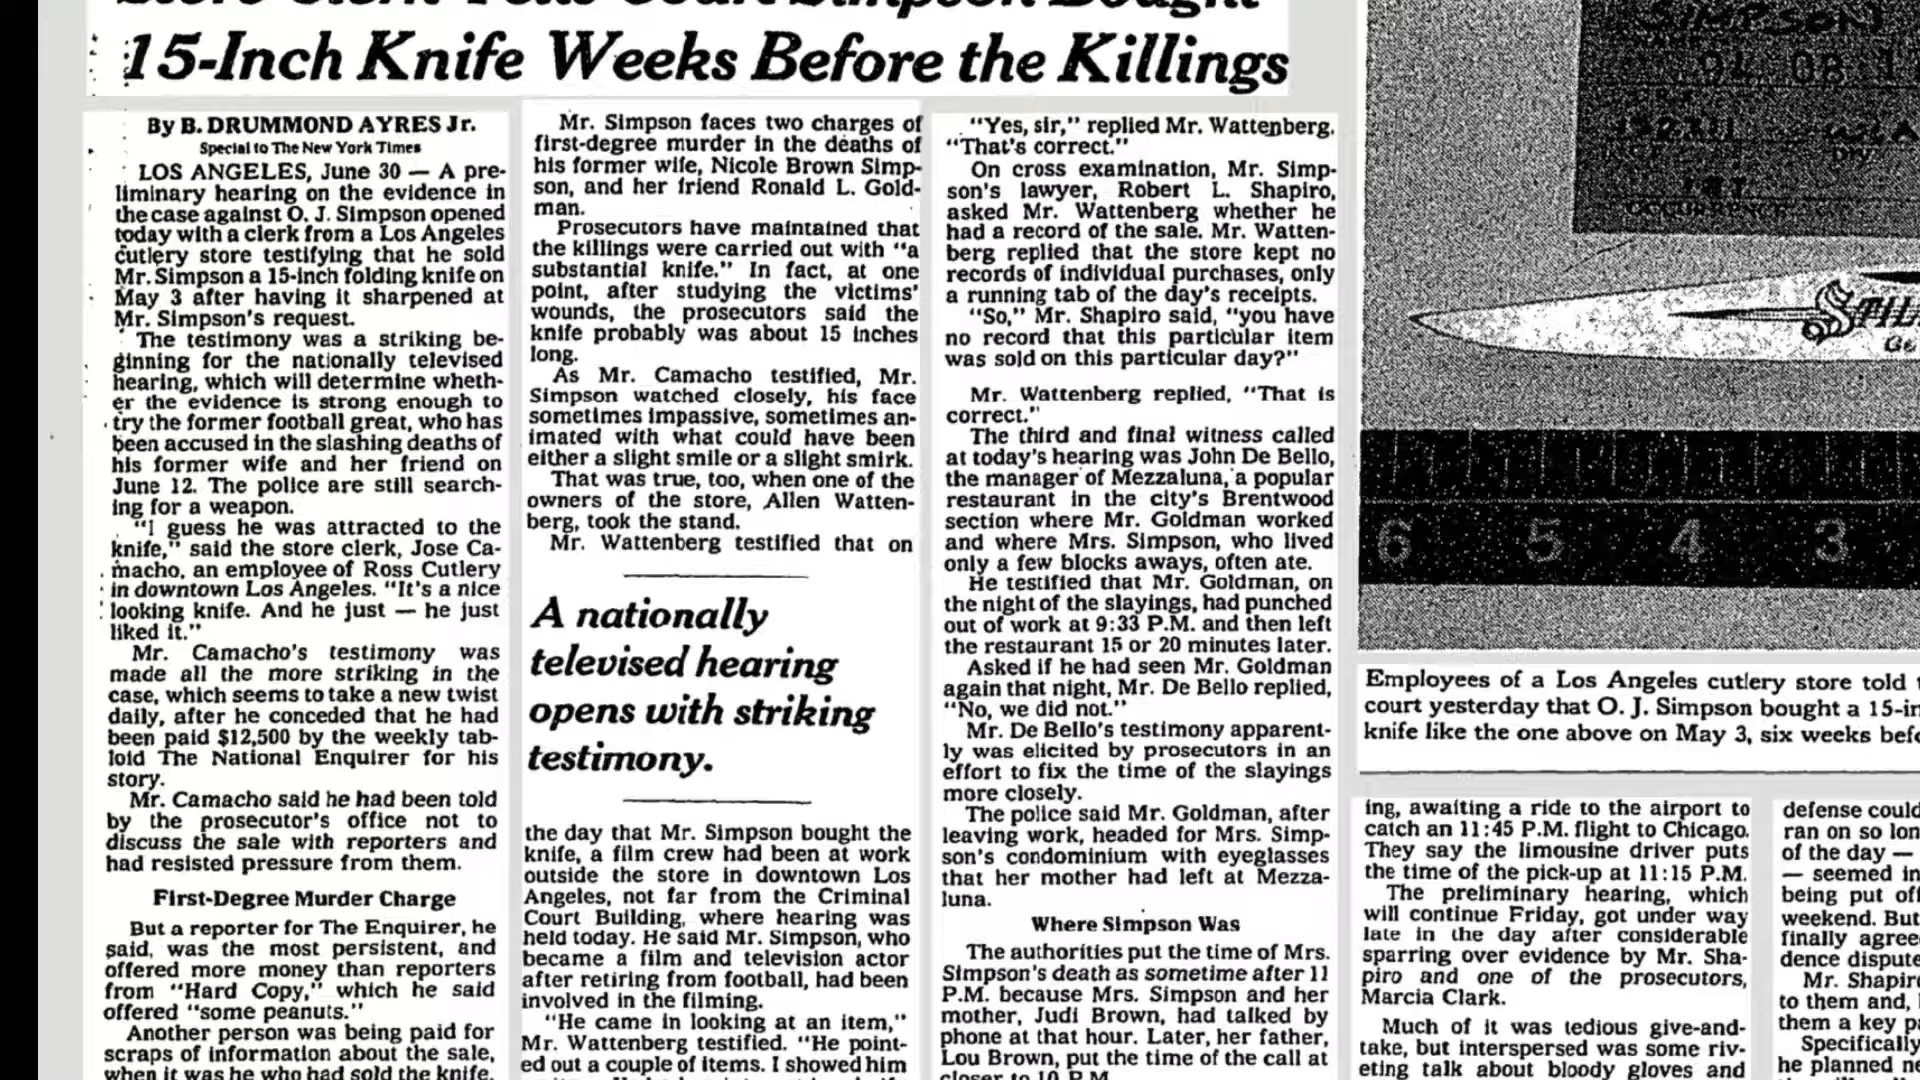 Store Clerk Tells Court Simpson Bought
15-Inch Knife Weeks Before the Killings
By B. DRUMMOND AYRES Jr.
Special to The New York Times
LOS ANGELES, June 30 — A pre-
liminary hearing on the evidence in
the case against O. J. Simpson opened
today with a clerk from a Los Angeles
cutlery store testifying that he sold
Mr. Simpson a 15-inch folding knife on
May 3 after having it sharpened at
Mr. Simpson's request.
The testimony was a striking be-
ginning for the nationally televised
hearing, which will determine wheth-
er the evidence is strong enough to
try the former football great, who has
been accused in the slashing deaths of
his former wife and her friend on
June 12. The police are still search-
ing for a weapon.
"I guess he was attracted to the
knife," said the store clerk, Jose Ca-
macho, an employee of Ross Cutlery
in downtown Los Angeles. "It's a nice
looking knife. And he just — he just
liked it."
Mr. Camacho's testimony was
made all the more striking in the
case, which seems to take a new twist
daily, after he conceded that he had
been paid $12,500 by the weekly tab-
loid The National Enquirer for his
story.
Mr. Camacho said he had been told
by the prosecutor's office not to
discuss the sale with reporters and
had resisted pressure from them.
First-Degree Murder Charge
But a reporter for The Enquirer, he
said, was the most persistent, and
offered more money than reporters
from "Hard Copy," which he said
offered "some peanuts."
Another person was being paid for
scraps of information about the sale,
when it was he who had sold the knife,
Mr. Simpson faces two charges of
first-degree murder in the deaths of
his former wife, Nicole Brown Simp-
son, and her friend Ronald L. Gold-
man.
Prosecutors have maintained that
the killings were carried out with "a
substantial knife." In fact, at one
point, after studying the victims'
wounds, the prosecutors said the
knife probably was about 15 inches
long.
As Mr. Camacho testified, Mr.
Simpson watched closely, his face
sometimes impassive, sometimes an-
imated with what could have been
either a slight smile or a slight smirk.
That was true, too, when one of the
owners of the store, Allen Watten-
berg, took the stand.
Mr. Wattenberg testified that on
A nationally
televised hearing
opens with striking
testimony.
the day that Mr. Simpson bought the
knife, a film crew had been at work
outside the store in downtown Los
Angeles, not far from the Criminal
Court Building, where hearing was
held today. He said Mr. Simpson, who
became a film and television actor
after retiring from football, had been
involved in the filming.
"He came in looking at an item,"
Mr. Wattenberg testified. "He point-
ed out a couple of items. I showed him
"Yes, sir," replied Mr. Wattenberg.
"That's correct."
On cross examination, Mr. Simp-
son's lawyer, Robert L. Shapiro,
asked Mr. Wattenberg whether he
had a record of the sale. Mr. Watten-
berg replied that the store kept no
records of individual purchases, only
a running tab of the day's receipts.
"So," Mr. Shapiro said, "you have
no record that this particular item
was sold on this particular day?"
Mr. Wattenberg replied, "That is
correct."
The third and final witness called
at today's hearing was John De Bello,
the manager of Mezzaluna, a popular
restaurant in the city's Brentwood
section where Mr. Goldman worked
and where Mrs. Simpson, who lived
only a few blocks aways, often ate.
He testified that Mr. Goldman, on
the night of the slayings, had punched
out of work at 9:33 P.M. and then left
the restaurant 15 or 20 minutes later.
Asked if he had seen Mr. Goldman
again that night, Mr. De Bello replied,
"No, we did not."
Mr. De Bello's testimony apparent-
ly was elicited by prosecutors in an
effort to fix the time of the slayings
more closely.
The police said Mr. Goldman, after
leaving work, headed for Mrs. Simp-
son's condominium with eyeglasses
that her mother had left at Mezza-
luna.
Where Simpson Was
The authorities put the time of Mrs.
Simpson's death as sometime after 11
P.M. because Mrs. Simpson and her
mother, Judi Brown, had talked by
phone at that hour. Later, her father,
Lou Brown, put the time of the call at
closer to 10 P.M.
SIMPSON
94 08 1
6 5 4 3
Employees of a Los Angeles cutlery store told
court yesterday that O. J. Simpson bought a 15-in
knife like the one above on May 3, six weeks befo
ing, awaiting a ride to the airport to
catch an 11:45 P.M. flight to Chicago.
They say the limousine driver puts
the time of the pick-up at 11:15 P.M.
The preliminary hearing, which
will continue Friday, got under way
late in the day after considerable
sparring over evidence by Mr. Sha-
piro and one of the prosecutors,
Marcia Clark.
Much of it was tedious give-and-
take, but interspersed was some riv-
eting talk about bloody gloves and
defense could
ran on so lon
of the day —
— seemed in
being put off
weekend. But
finally agree
dence dispute
Mr. Shapiro
to them and,
them a key p
Specifically
he planned ne